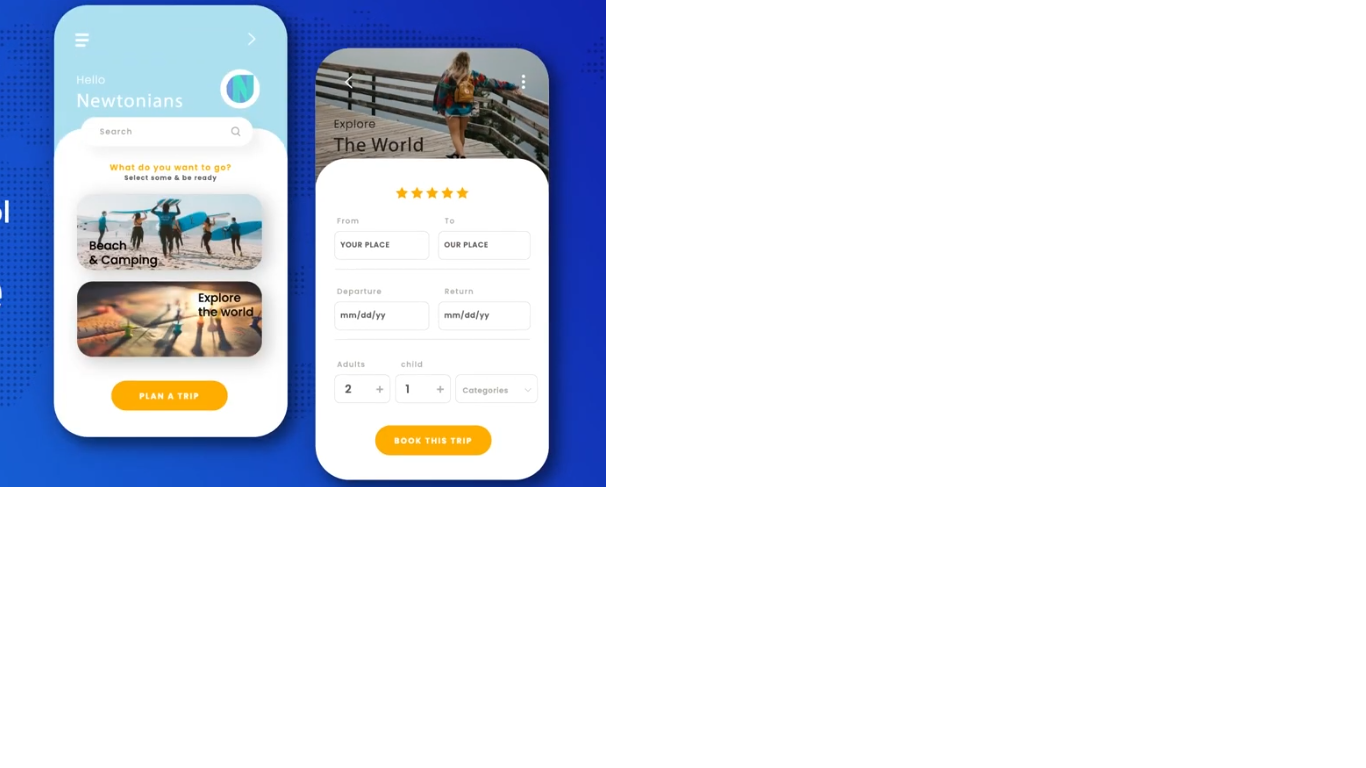 Hello
Newtonians
Search
What do you want to go?
Select some & be ready
Beach
& Camping
Explore
the world
PLAN A TRIP
Explore
The World
From
To
YOUR PLACE
OUR PLACE
Departure
Return
mm/dd/yy
mm/dd/yy
Adults
child
2 +
1 +
Categories
BOOK THIS TRIP